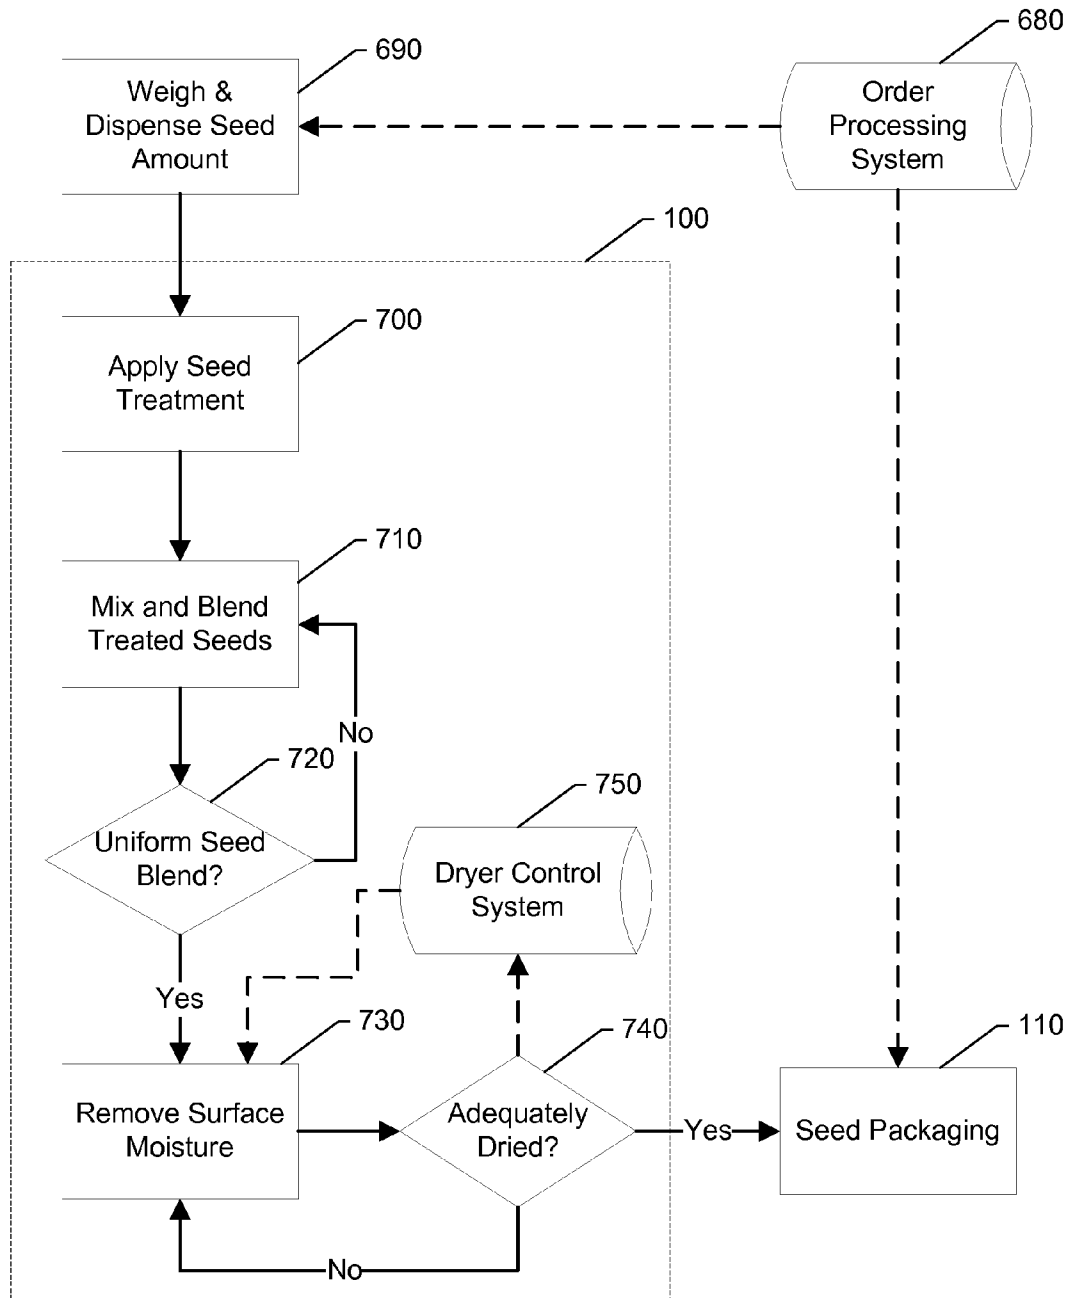 690
Weigh &
Dispense Seed
Amount
680
Order
Processing
System
100
700
Apply Seed
Treatment
710
Mix and Blend
Treated Seeds
No
720
Uniform Seed
Blend?
750
Dryer Control
System
Yes
730
Remove Surface
Moisture
740
Adequately
Dried?
Yes
110
Seed Packaging
No